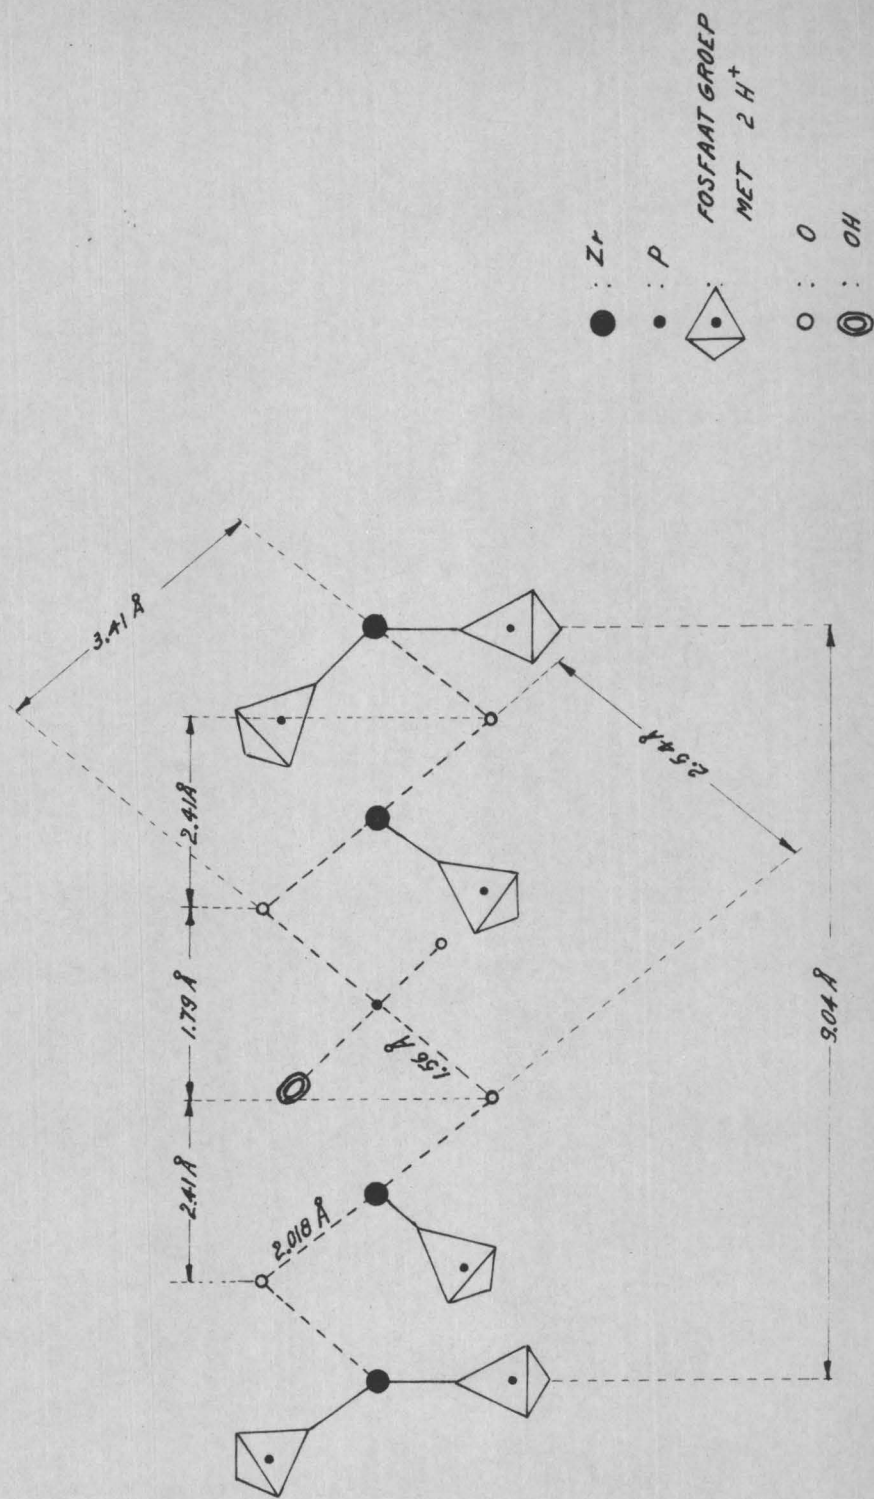 3.41 Å
2.41 Å
1.79 Å
2.41 Å
2.018 Å
1.56 Å
2.54 Å
9.04 Å
: Zr
: P
: FOSFAAT GROEP
MET 2 H⁺
: O
: OH